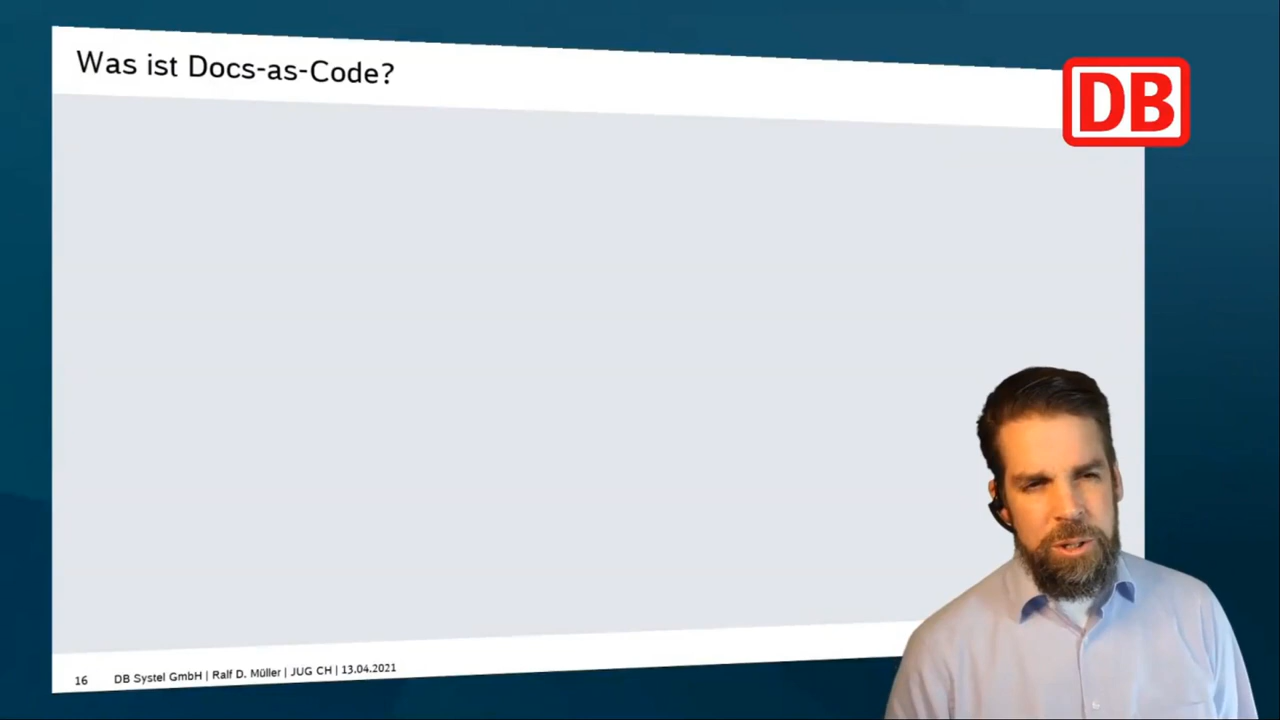 Was ist Docs-as-Code?
DB
16 DB Systel GmbH | Ralf D. Müller | JUG CH | 13.04.2021